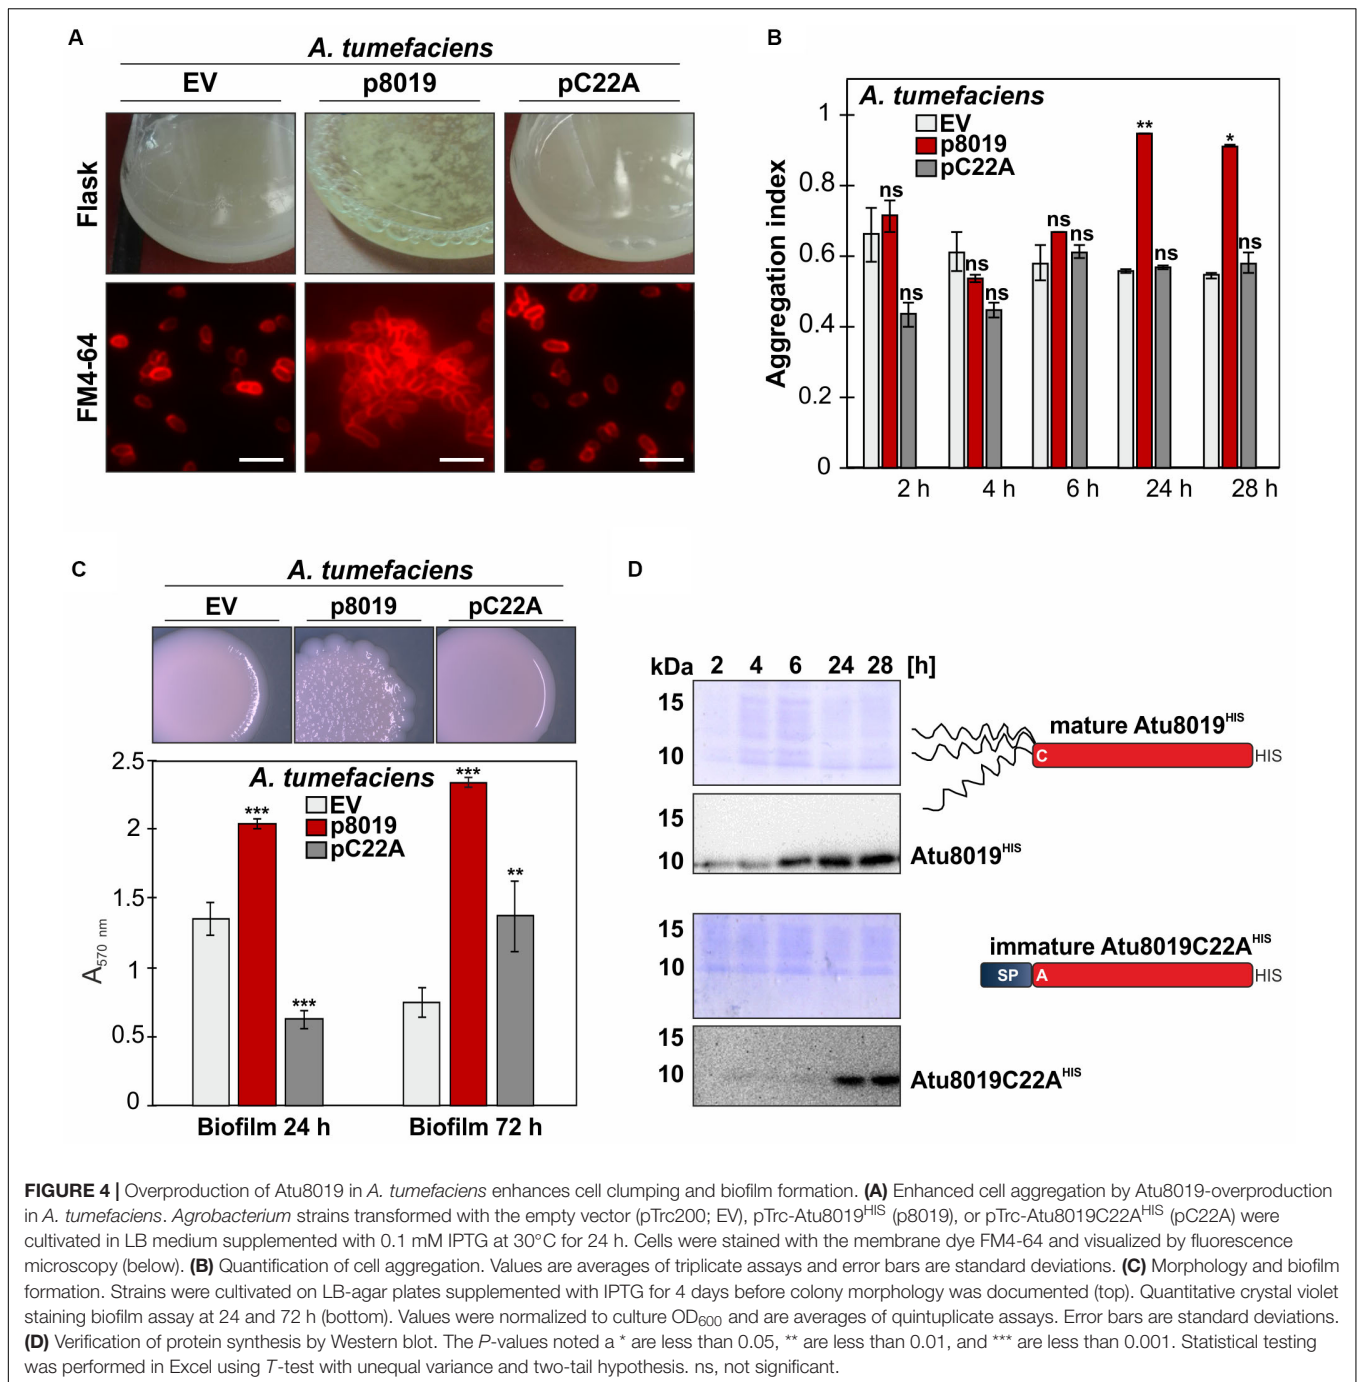 A
A. tumefaciens
EV p8019 pC22A
Flask
FM4-64
B
A. tumefaciens
EV
p8019
pC22A
Aggregation index
1
0.8
0.6
0.4
0.2
0
ns ns
ns ns
ns ns
** ns
* ns
2 h 4 h 6 h 24 h 28 h
C
A. tumefaciens
EV p8019 pC22A
A. tumefaciens
EV
p8019
pC22A
A570 nm
2.5
2
1.5
1
0.5
0
*** ***
*** **
Biofilm 24 h Biofilm 72 h
D
kDa 2 4 6 24 28 [h]
15
10
mature Atu8019HIS
C HIS
15
10 Atu8019HIS
15
10
immature Atu8019C22AHIS
SP A HIS
15
10 Atu8019C22AHIS
FIGURE 4 | Overproduction of Atu8019 in A. tumefaciens enhances cell clumping and biofilm formation. (A) Enhanced cell aggregation by Atu8019-overproduction
in A. tumefaciens. Agrobacterium strains transformed with the empty vector (pTrc200; EV), pTrc-Atu8019HIS (p8019), or pTrc-Atu8019C22AHIS (pC22A) were
cultivated in LB medium supplemented with 0.1 mM IPTG at 30°C for 24 h. Cells were stained with the membrane dye FM4-64 and visualized by fluorescence
microscopy (below). (B) Quantification of cell aggregation. Values are averages of triplicate assays and error bars are standard deviations. (C) Morphology and biofilm
formation. Strains were cultivated on LB-agar plates supplemented with IPTG for 4 days before colony morphology was documented (top). Quantitative crystal violet
staining biofilm assay at 24 and 72 h (bottom). Values were normalized to culture OD600 and are averages of quintuplicate assays. Error bars are standard deviations.
(D) Verification of protein synthesis by Western blot. The P-values noted a * are less than 0.05, ** are less than 0.01, and *** are less than 0.001. Statistical testing
was performed in Excel using T-test with unequal variance and two-tail hypothesis. ns, not significant.